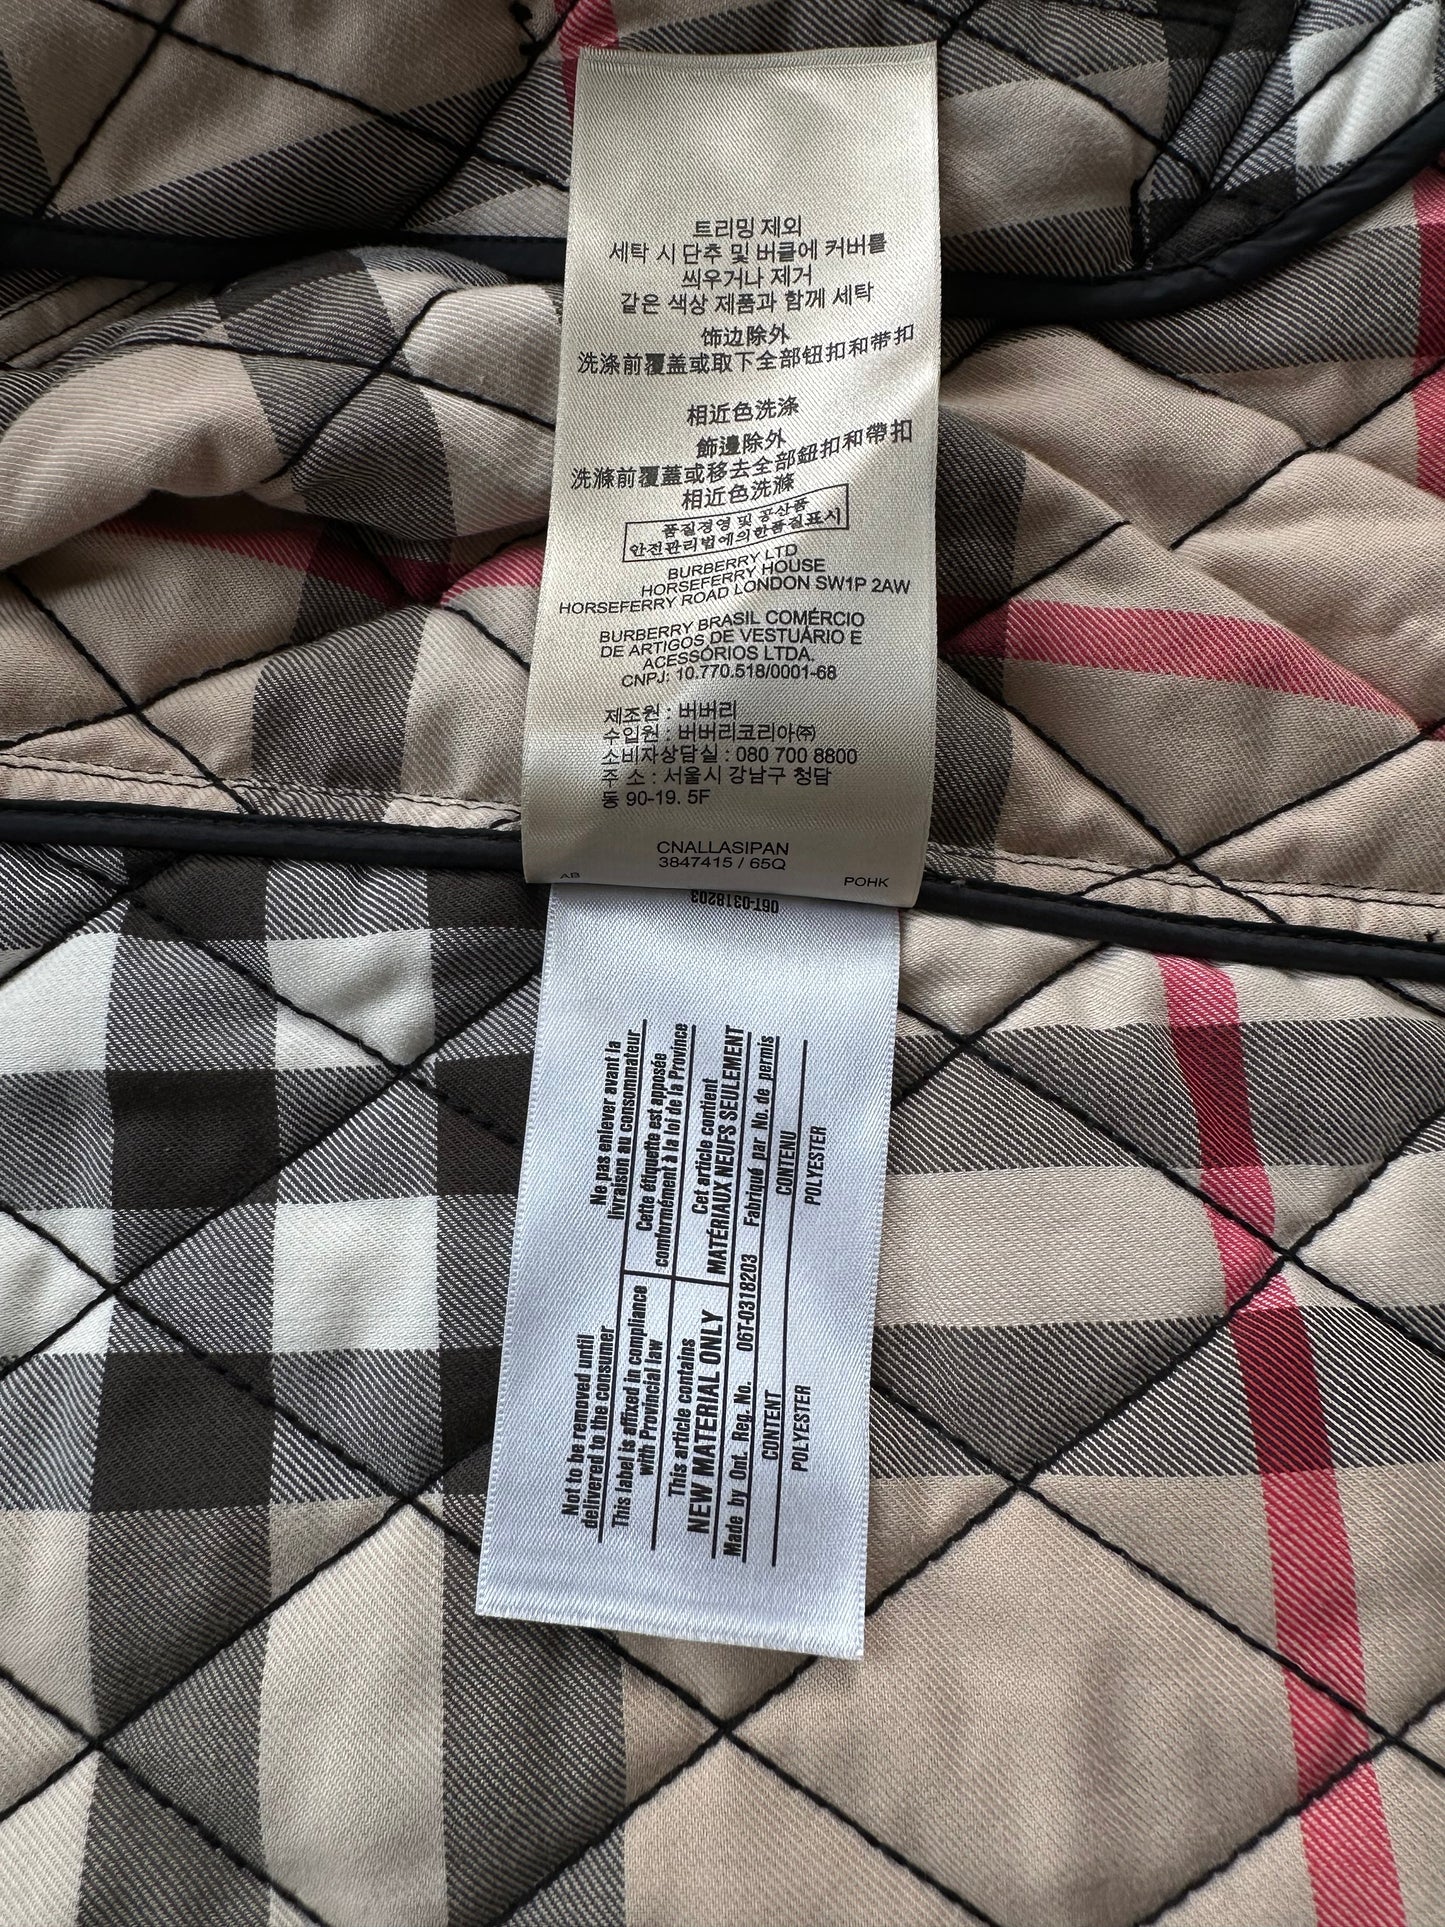 트리밍 제외
세탁 시 단추 및 버클에 커버를
씌우거나 제거
같은 색상 제품과 함께 세탁
饰边除外
洗涤前覆盖或取下全部钮扣和带扣
相近色洗涤
飾邊除外
洗滌前覆蓋或移去全部鈕扣和帶扣
相近色洗滌
품질경영 및 공산품
안전관리법에의한품질표시
BURBERRY LTD
HORSEFERRY HOUSE
HORSEFERRY ROAD LONDON SW1P 2AW
BURBERRY BRASIL COMÉRCIO
DE ARTIGOS DE VESTUÁRIO E
ACESSÓRIOS LTDA.
CNPJ: 10.770.518/0001-68
제조원 : 버버리
수입원 : 버버리코리아㈜
소비자상담실 : 080 700 8800
주 소 : 서울시 강남구 청담
동 90-19. 5F
CNALLASIPAN
3847415 / 65Q
AB
POHK
06T-0318203
Not to be removed until
delivered to the consumer
This label is affixed in compliance
with Provincial law
This article contains
NEW MATERIAL ONLY
Made by Ont. Reg. No. 06T-0318203 Fabriqué par No. de permis
CONTENT
POLYESTER
Ne pas enlever avant la
livraison au consommateur
Cette étiquette est apposée
comformément à la loi de la Province
Cet article contient
MATÉRIAUX NEUFS SEULEMENT
CONTENU
POLYESTER